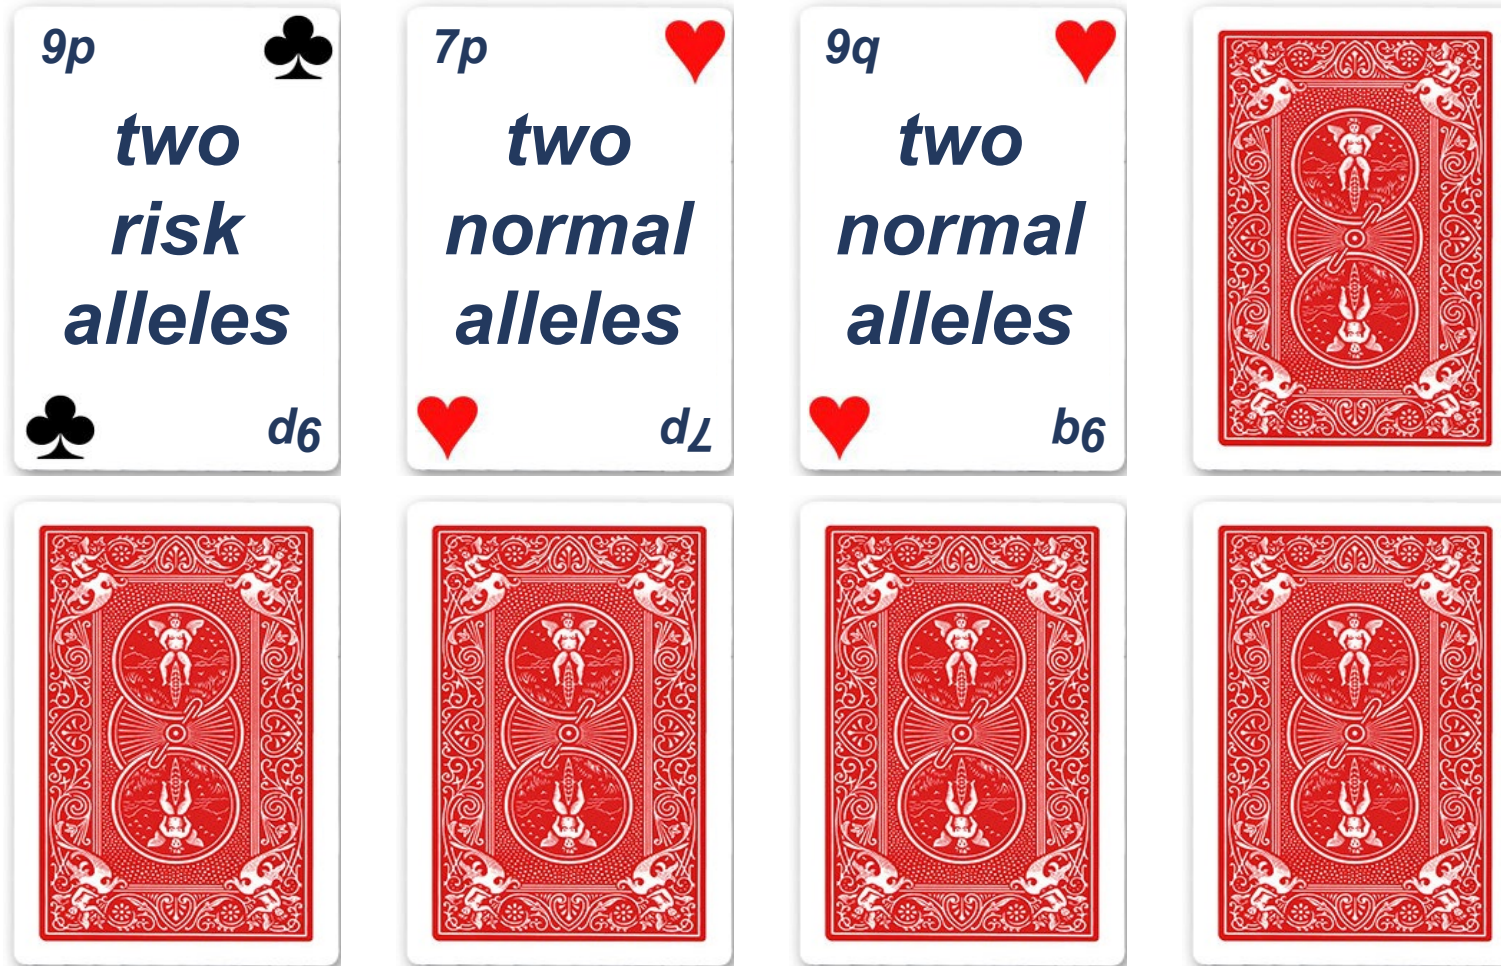 9p
two
risk
alleles
9p
7p
two
normal
alleles
7p
9q
two
normal
alleles
9q